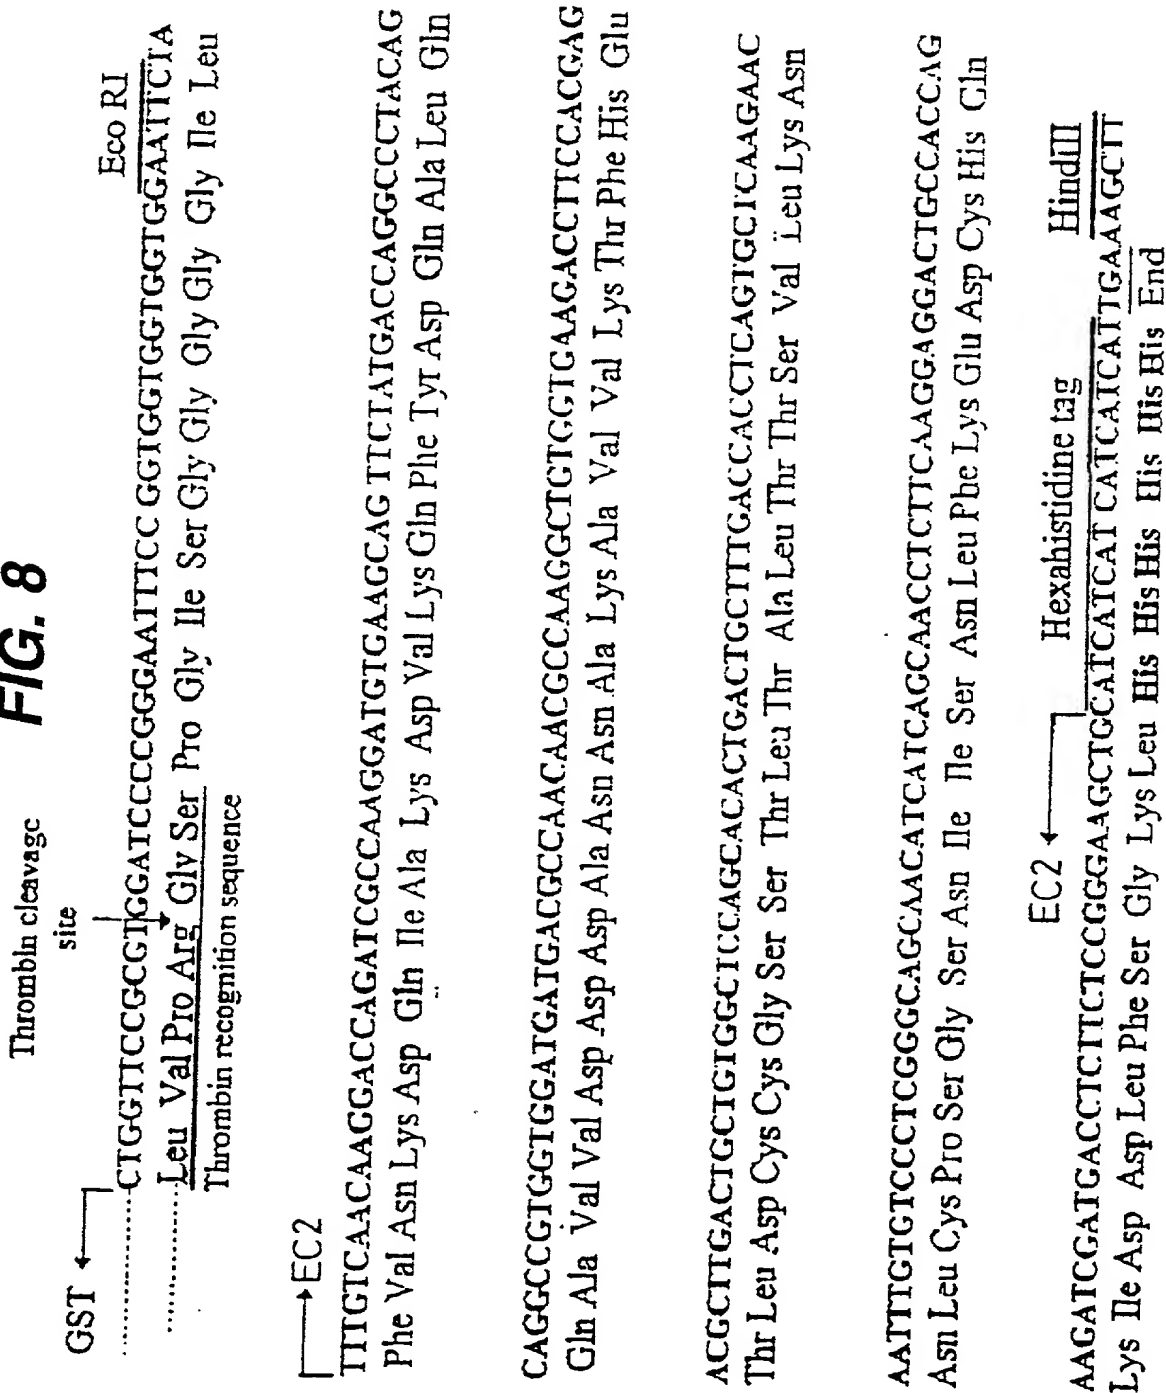 FIG. 8
Thrombin cleavage
site
Eco RI
GST
CTGGTTCCGCGTGGATCCCCGGGAATTTCC GGTGGTGGTGGTGGAATTCTA
Leu Val Pro Arg Gly Ser Pro Gly Ile Ser Gly Gly Gly Gly Gly Ile Leu
Thrombin recognition sequence
EC2
TTTGTCAACAAGGACCAGATCGCCAAGGATGTGAAGCAG TTCTATGACCAGGCCCTACAG
Phe Val Asn Lys Asp Gln Ile Ala Lys Asp Val Lys Gln Phe Tyr Asp Gln Ala Leu Gln
CAGGCCGTGGTGGATGATGACGCCAACAACGCCAAGGCTGTGGTGAAGACCTTCCACGAG
Gln Ala Val Val Asp Asp Asp Ala Asn Asn Ala Lys Ala Val Val Lys Thr Phe His Glu
ACGCTTGACTGCTGTGGCTCCAGCACACTGACTGCTTTGACCACCTCAGTGCTCAAGAAC
Thr Leu Asp Cys Cys Gly Ser Ser Thr Leu Thr Ala Leu Thr Thr Ser Val Leu Lys Asn
AATTTGTGTCCCTCGGGCAGCAACATCATCAGCAACCTCTTCAAGGAGGACTGCCACCAG
Asn Leu Cys Pro Ser Gly Ser Asn Ile Ile Ser Asn Leu Phe Lys Glu Asp Cys His Gln
EC2
Hexahistidine tag
HindIII
AAGATCGATGACCTCTTCTCCGGGAAGCTGCATCATCAT CATCATCATTGAAAGCTT
Lys Ile Asp Asp Leu Phe Ser Gly Lys Leu His His His His His His End